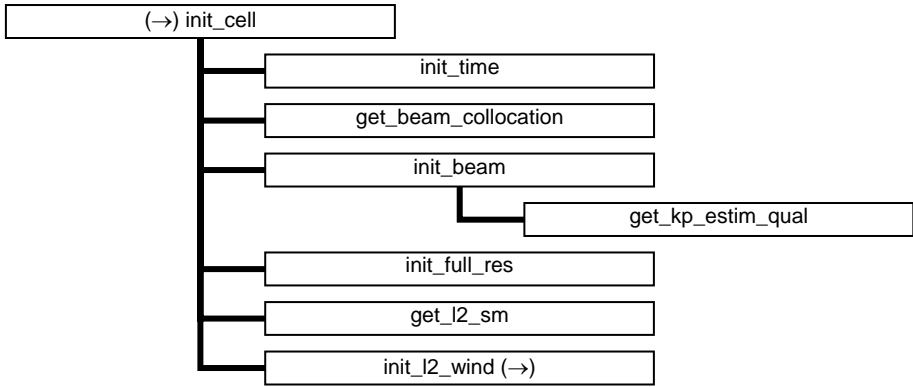 (→) init_cell
init_time
get_beam_collocation
init_beam
get_kp_estim_qual
init_full_res
get_l2_sm
init_l2_wind (→)